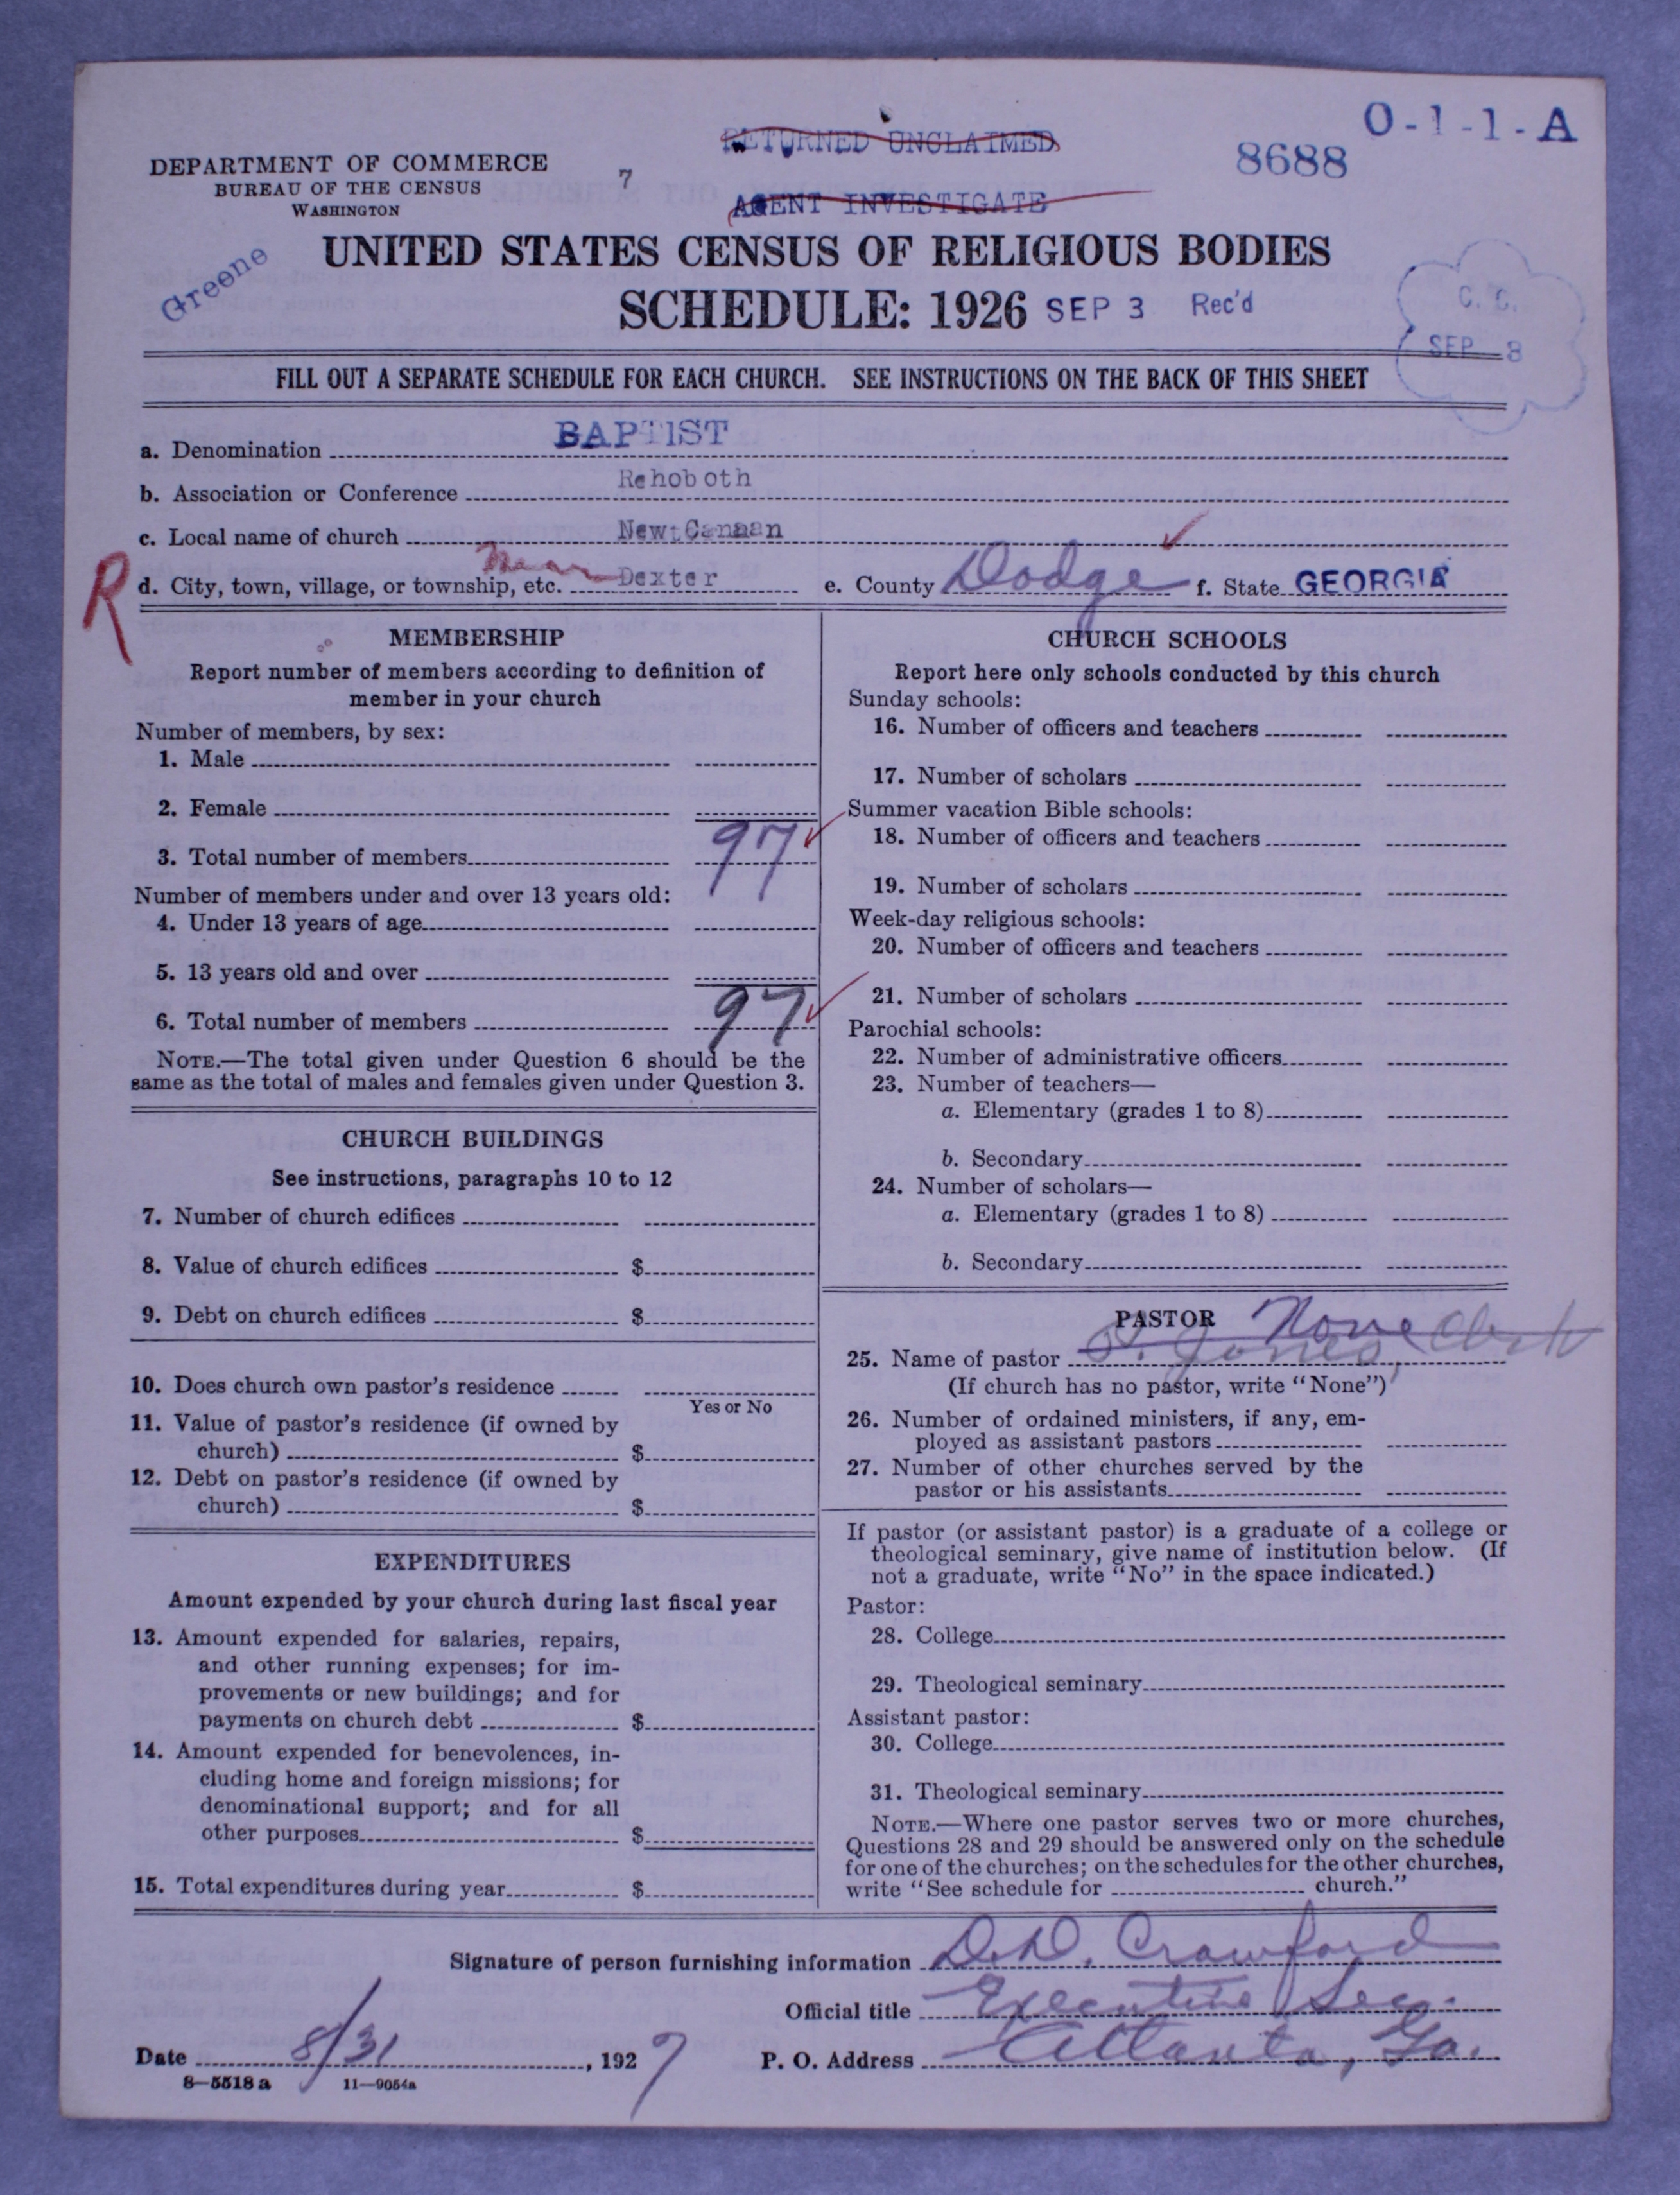 O-1-1-A
RETURNED UNCLAIMED
8688
DEPARTMENT OF COMMERCE
BUREAU OF THE CENSUS
WASHINGTON
7
AGENT INVESTIGATE
Greene
UNITED STATES CENSUS OF RELIGIOUS BODIES
SCHEDULE: 1926 SEP 3 Rec'd
C. C.
SEP 8
FILL OUT A SEPARATE SCHEDULE FOR EACH CHURCH. SEE INSTRUCTIONS ON THE BACK OF THIS SHEET
a. Denomination BAPTIST
b. Association or Conference Rehoboth
c. Local name of church New Canaan
R
d. City, town, village, or township, etc. Near Dexter e. County Dodge f. State GEORGIA
MEMBERSHIP
Report number of members according to definition of
member in your church
Number of members, by sex:
1. Male
2. Female
3. Total number of members 97
Number of members under and over 13 years old:
4. Under 13 years of age
5. 13 years old and over
6. Total number of members 97
NOTE.—The total given under Question 6 should be the
same as the total of males and females given under Question 3.
CHURCH BUILDINGS
See instructions, paragraphs 10 to 12
7. Number of church edifices
8. Value of church edifices $
9. Debt on church edifices $
10. Does church own pastor's residence
Yes or No
11. Value of pastor's residence (if owned by
church) $
12. Debt on pastor's residence (if owned by
church) $
EXPENDITURES
Amount expended by your church during last fiscal year
13. Amount expended for salaries, repairs,
and other running expenses; for im-
provements or new buildings; and for
payments on church debt $
14. Amount expended for benevolences, in-
cluding home and foreign missions; for
denominational support; and for all
other purposes $
15. Total expenditures during year $
CHURCH SCHOOLS
Report here only schools conducted by this church
Sunday schools:
16. Number of officers and teachers
17. Number of scholars
Summer vacation Bible schools:
18. Number of officers and teachers
19. Number of scholars
Week-day religious schools:
20. Number of officers and teachers
21. Number of scholars
Parochial schools:
22. Number of administrative officers
23. Number of teachers—
a. Elementary (grades 1 to 8)
b. Secondary
24. Number of scholars—
a. Elementary (grades 1 to 8)
b. Secondary
PASTOR
None
25. Name of pastor Jones, Clerk
(If church has no pastor, write "None")
26. Number of ordained ministers, if any, em-
ployed as assistant pastors
27. Number of other churches served by the
pastor or his assistants
If pastor (or assistant pastor) is a graduate of a college or
theological seminary, give name of institution below. (If
not a graduate, write "No" in the space indicated.)
Pastor:
28. College
29. Theological seminary
Assistant pastor:
30. College
31. Theological seminary
NOTE.—Where one pastor serves two or more churches,
Questions 28 and 29 should be answered only on the schedule
for one of the churches; on the schedules for the other churches,
write "See schedule for church."
Signature of person furnishing information D. D. Crawford
Official title Executive Sec.
Date 8/31, 1927 P. O. Address Atlanta, Ga.
8—5518a 11—9054a